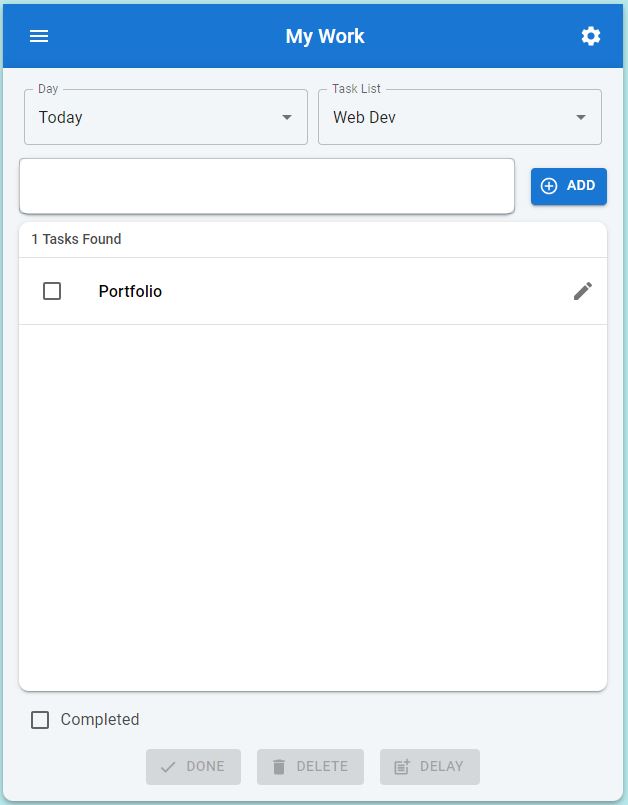 My Work
Day
Task List
Today
Web Dev
ADD
1 Tasks Found
Portfolio
Completed
DONE
DELETE
DELAY